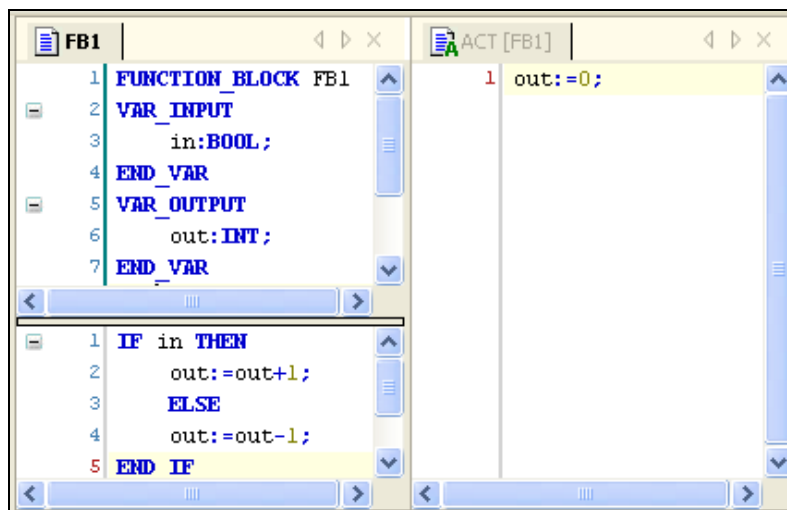 FB1
1 FUNCTION_BLOCK FB1
2 VAR_INPUT
3 in:BOOL;
4 END_VAR
5 VAR_OUTPUT
6 out:INT;
7 END_VAR
1 IF in THEN
2 out:=out+1;
3 ELSE
4 out:=out-1;
5 END_IF
ACT [FB1]
1 out:=0;